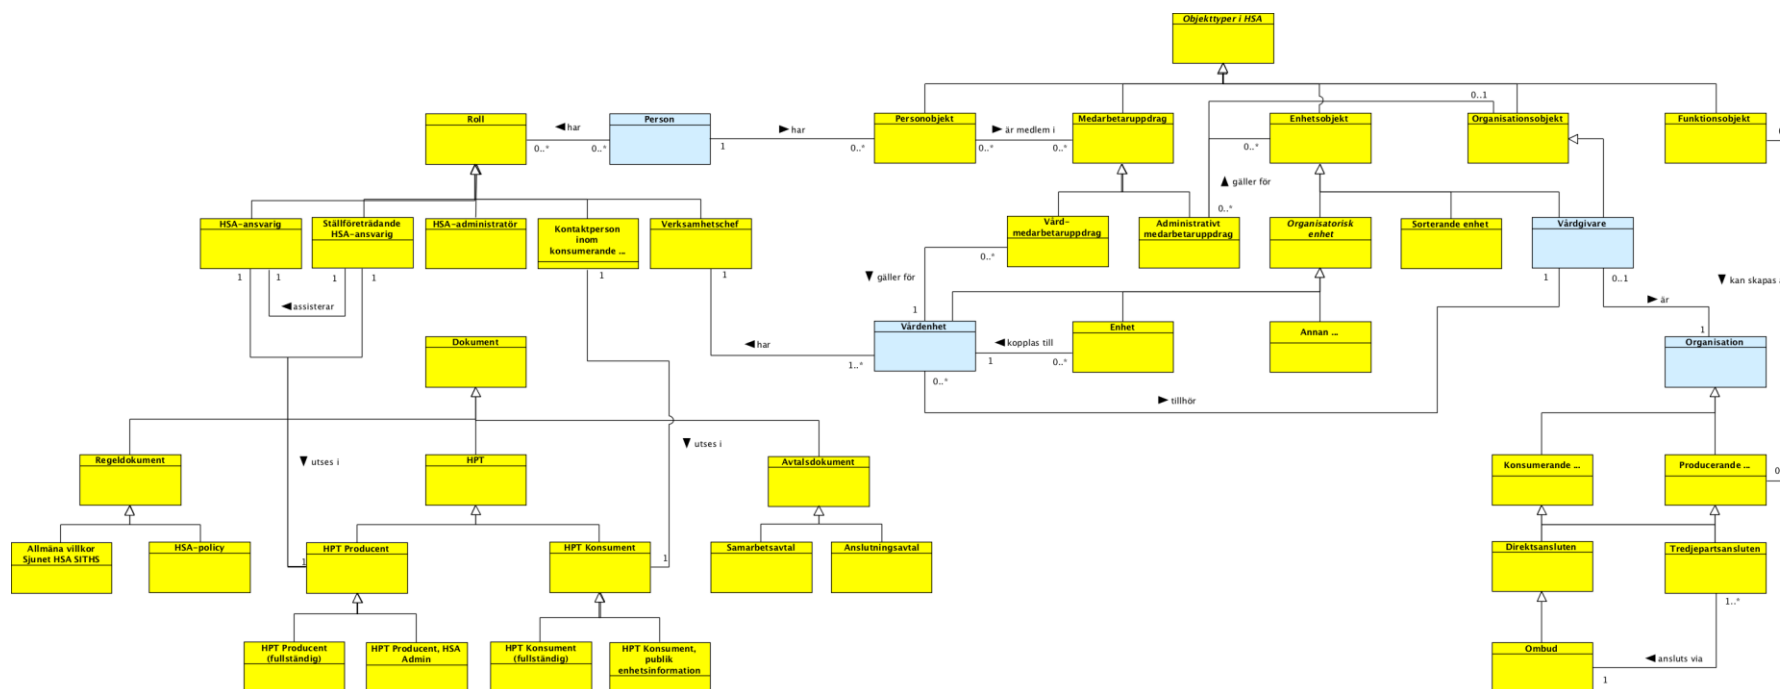 Objekttyper i HSA
0..1
Roll
har
Person
har
Personobjekt
är medlem i
Medarbetaruppdrag
Enhetsobjekt
Organisationsobjekt
Funktionsobjekt
0..*
0..*
1
0..*
0..*
0..*
0..*
gäller för
HSA-ansvarig
Ställföreträdande
HSA-ansvarig
HSA-administratör
Kontaktperson
inom
konsumerande ...
Verksamhetschef
Vård-
medarbetaruppdrag
Administrativt
medarbetaruppdrag
0..*
Organisatorisk
enhet
Sorterande enhet
Vårdgivare
1
1
1
1
1
1
0..*
1
0..1
gäller för
kan skapas
assisterar
är
1
1
Vårdenhet
Enhet
Annan ...
Organisation
Dokument
har
kopplas till
1..*
1
0..*
0..*
tillhör
utses i
utses i
Regeldokument
HPT
Avtalsdokument
Konsumerande ...
Producerande ...
Allmäna villkor
Sjunet HSA SITHS
HSA-policy
HPT Producent
HPT Konsument
Samarbetsavtal
Anslutningsavtal
Direktsansluten
Tredjepartsansluten
1
1
1..*
HPT Producent
(fullständig)
HPT Producent, HSA
Admin
HPT Konsument
(fullständig)
HPT Konsument,
publik
enhetsinformation
Ombud
ansluts via
1